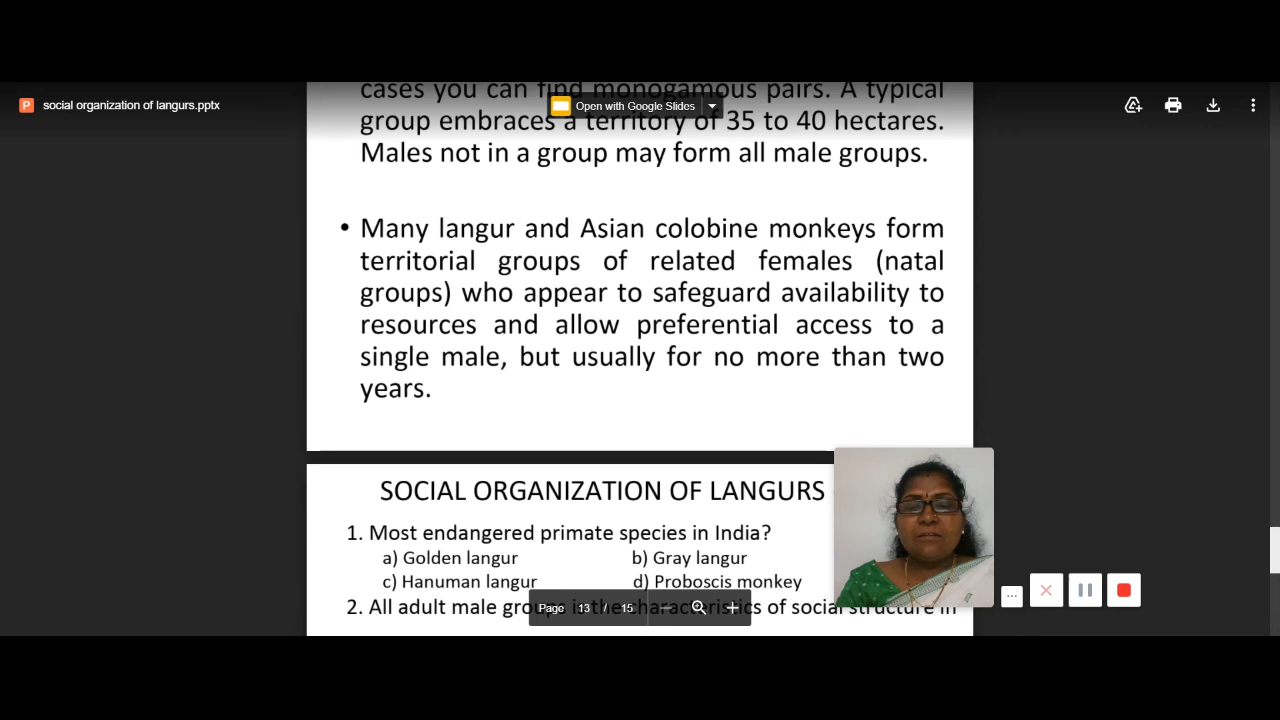 social organization of langurs.pptx
Open with Google Slides
cases you can find monogamous pairs. A typical
group embraces a territory of 35 to 40 hectares.
Males not in a group may form all male groups.
• Many langur and Asian colobine monkeys form
territorial groups of related females (natal
groups) who appear to safeguard availability to
resources and allow preferential access to a
single male, but usually for no more than two
years.
SOCIAL ORGANIZATION OF LANGURS
1. Most endangered primate species in India?
a) Golden langur b) Gray langur
c) Hanuman langur d) Proboscis monkey
2. All adult male groups is the characteristics of social structure in
Page 13 / 15